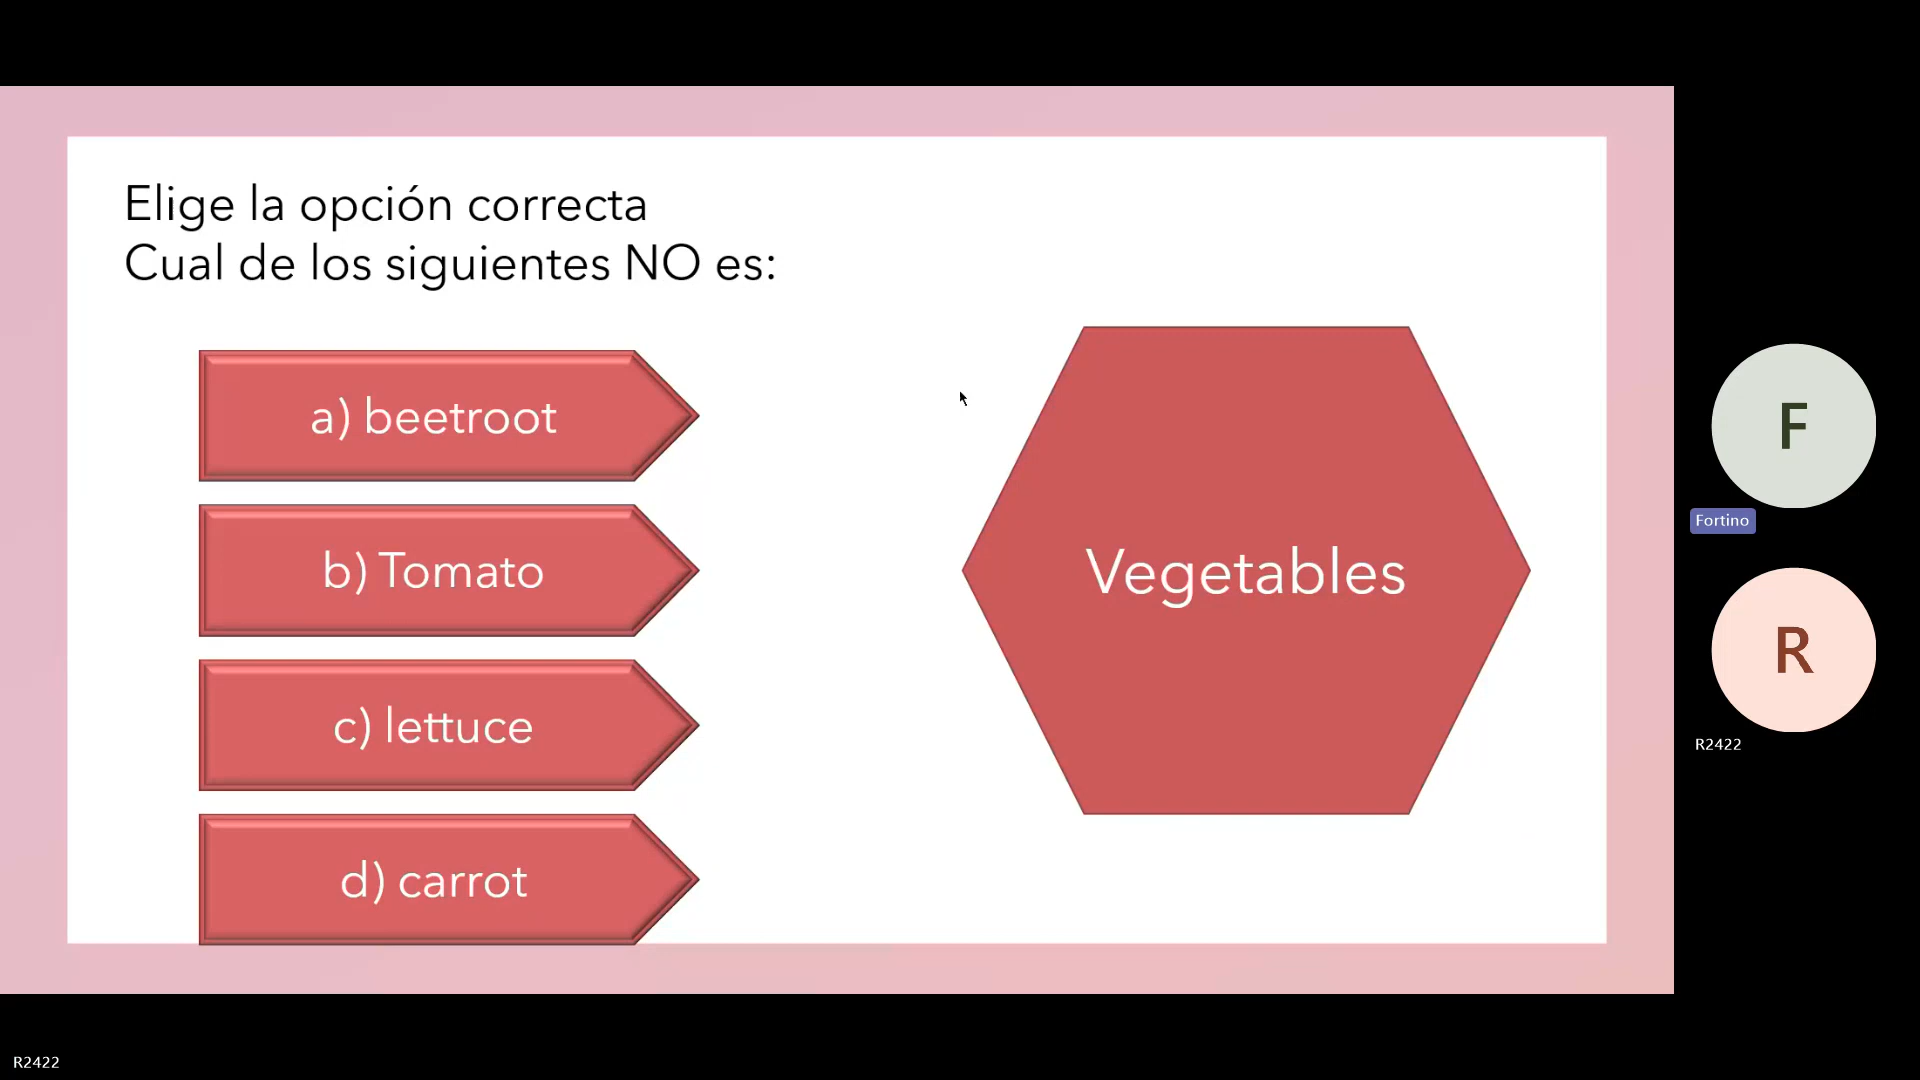 Elige la opción correcta
Cual de los siguientes NO es:
a) beetroot
b) Tomato
c) lettuce
d) carrot
Vegetables
F
Fortino
R
R2422
R2422